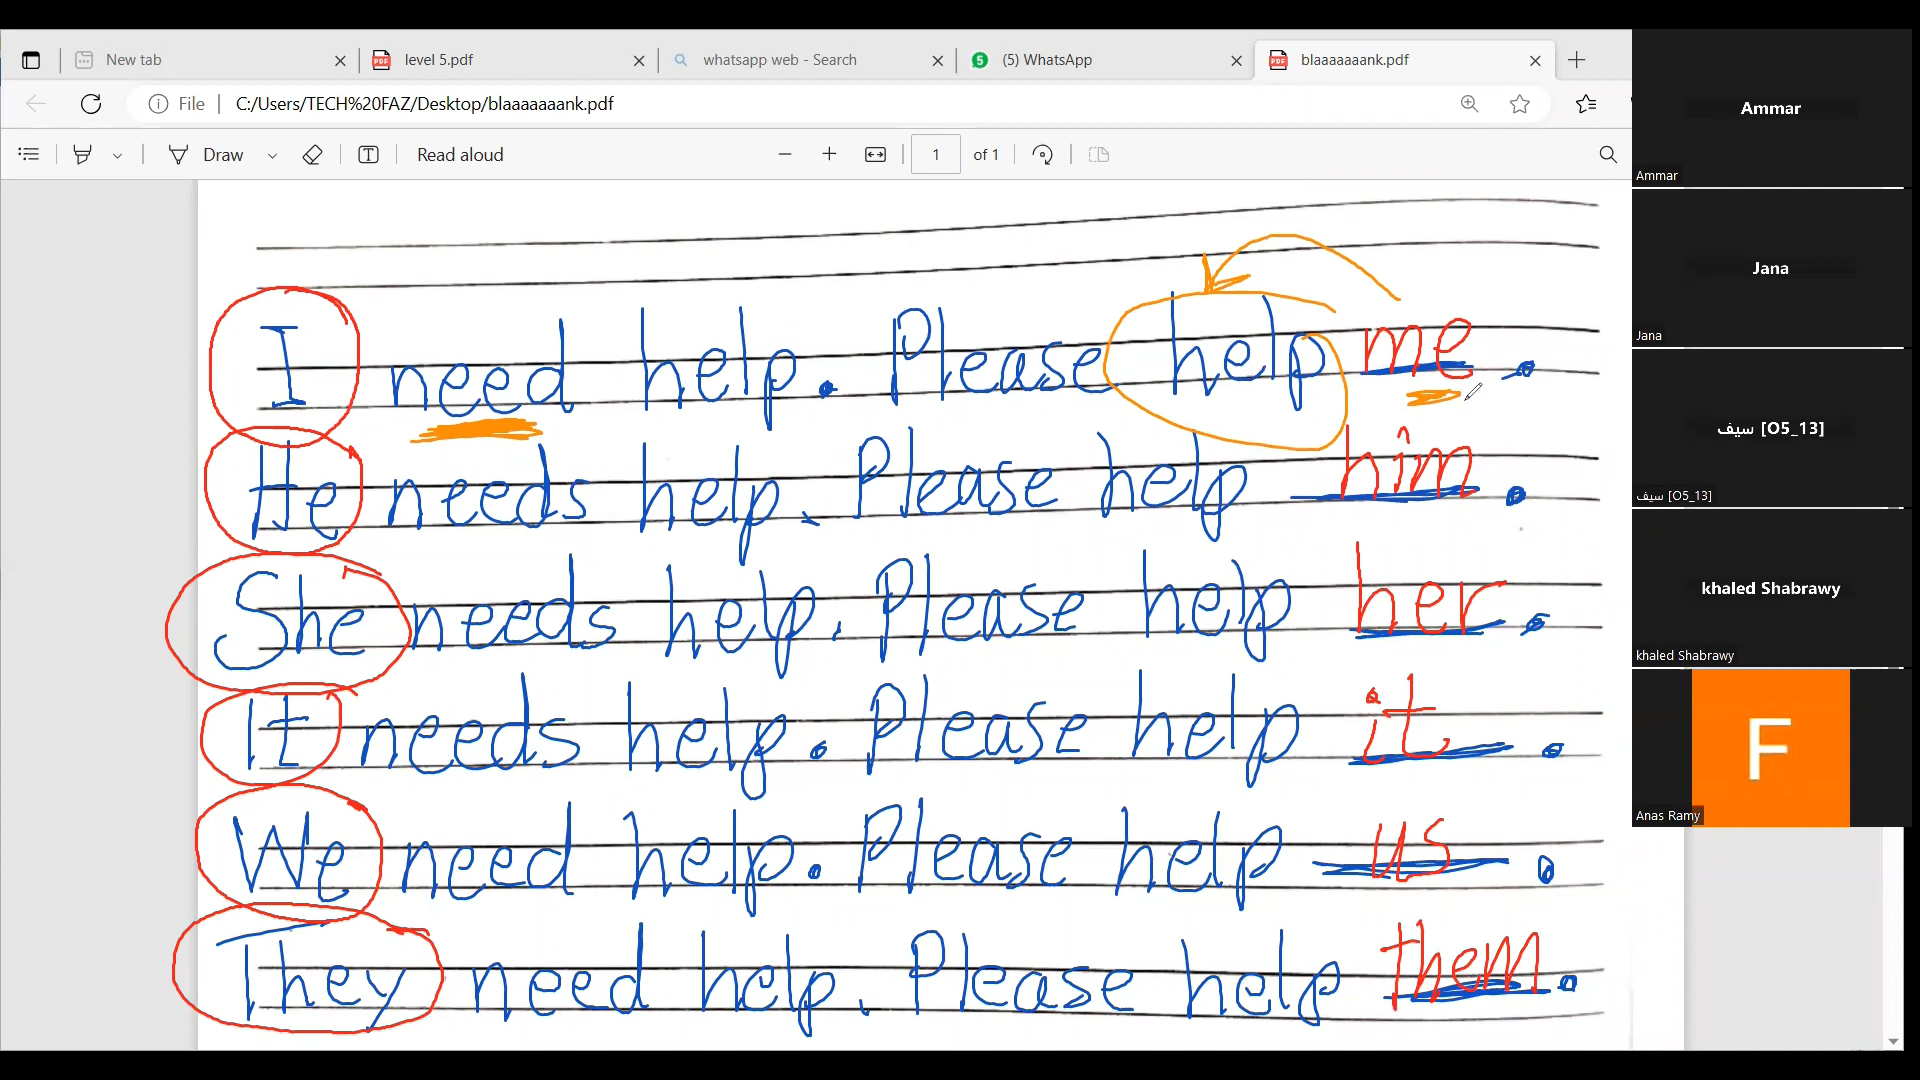 New tab
level 5.pdf
whatsapp web - Search
(5) WhatsApp
blaaaaaaank.pdf
File
C:/Users/TECH%20FAZ/Desktop/blaaaaaaank.pdf
Draw
Read aloud
1
of 1
I need help. Please help me.
He needs help. Please help him.
She needs help. Please help her.
It needs help. Please help it.
We need help. Please help us.
They need help. Please help them.
Ammar
Ammar
Jana
Jana
سيف [O5_13]
سيف [O5_13]
khaled Shabrawy
khaled Shabrawy
F
Anas Ramy